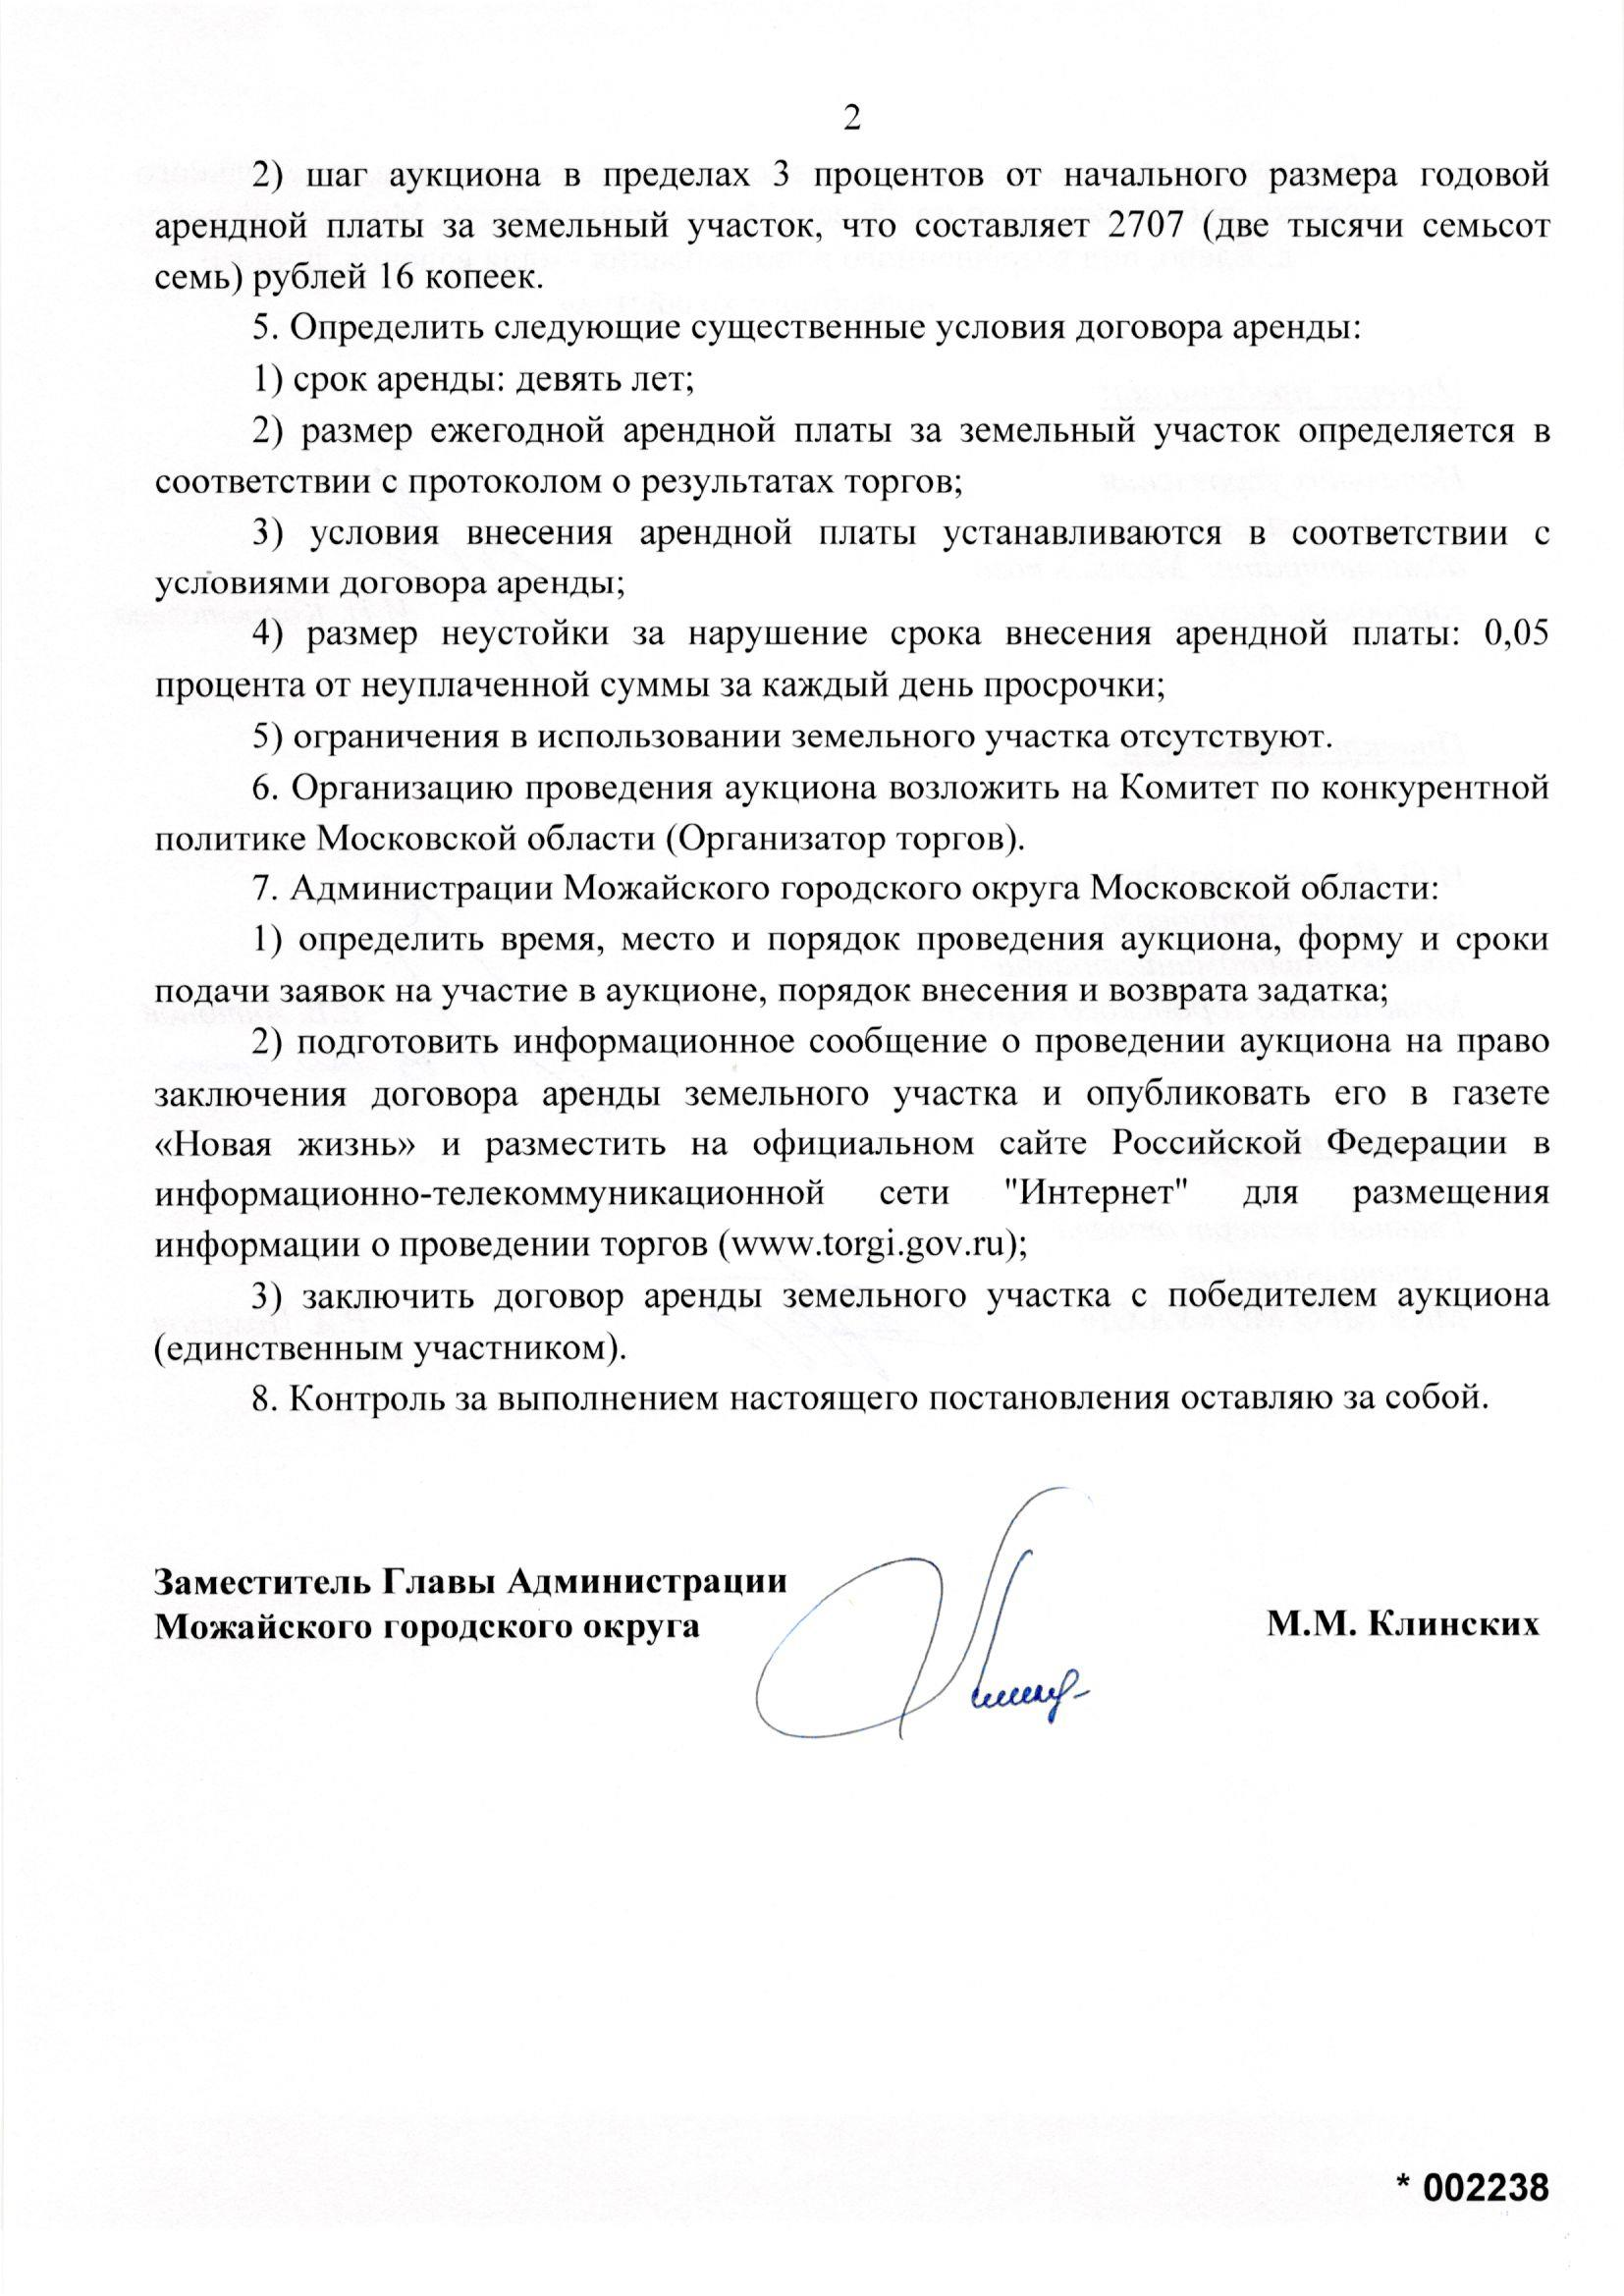 2
2) шаг аукциона в пределах 3 процентов от начального размера годовой
арендной платы за земельный участок, что составляет 2707 (две тысячи семьсот
семь) рублей 16 копеек.
5. Определить следующие существенные условия договора аренды:
1) срок аренды: девять лет;
2) размер ежегодной арендной платы за земельный участок определяется в
соответствии с протоколом о результатах торгов;
3) условия внесения арендной платы устанавливаются в соответствии с
условиями договора аренды;
4) размер неустойки за нарушение срока внесения арендной платы: 0,05
процента от неуплаченной суммы за каждый день просрочки;
5) ограничения в использовании земельного участка отсутствуют.
6. Организацию проведения аукциона возложить на Комитет по конкурентной
политике Московской области (Организатор торгов).
7. Администрации Можайского городского округа Московской области:
1) определить время, место и порядок проведения аукциона, форму и сроки
подачи заявок на участие в аукционе, порядок внесения и возврата задатка;
2) подготовить информационное сообщение о проведении аукциона на право
заключения договора аренды земельного участка и опубликовать его в газете
«Новая жизнь» и разместить на официальном сайте Российской Федерации в
информационно-телекоммуникационной сети "Интернет" для размещения
информации о проведении торгов (www.torgi.gov.ru);
3) заключить договор аренды земельного участка с победителем аукциона
(единственным участником).
8. Контроль за выполнением настоящего постановления оставляю за собой.
Заместитель Главы Администрации
Можайского городского округа
М.М. Клинских
* 002238